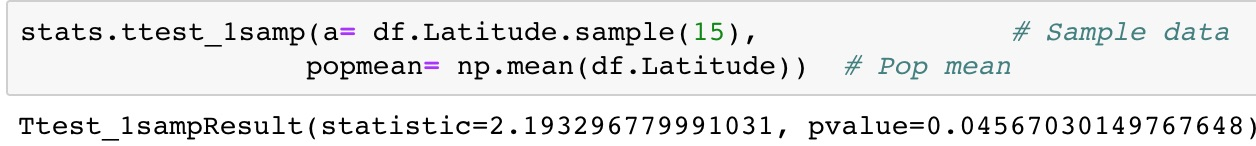 stats.ttest_1samp(a= df.Latitude.sample(15), # Sample data
popmean= np.mean(df.Latitude)) # Pop mean
Ttest_1sampResult(statistic=2.193296779991031, pvalue=0.04567030149767648)